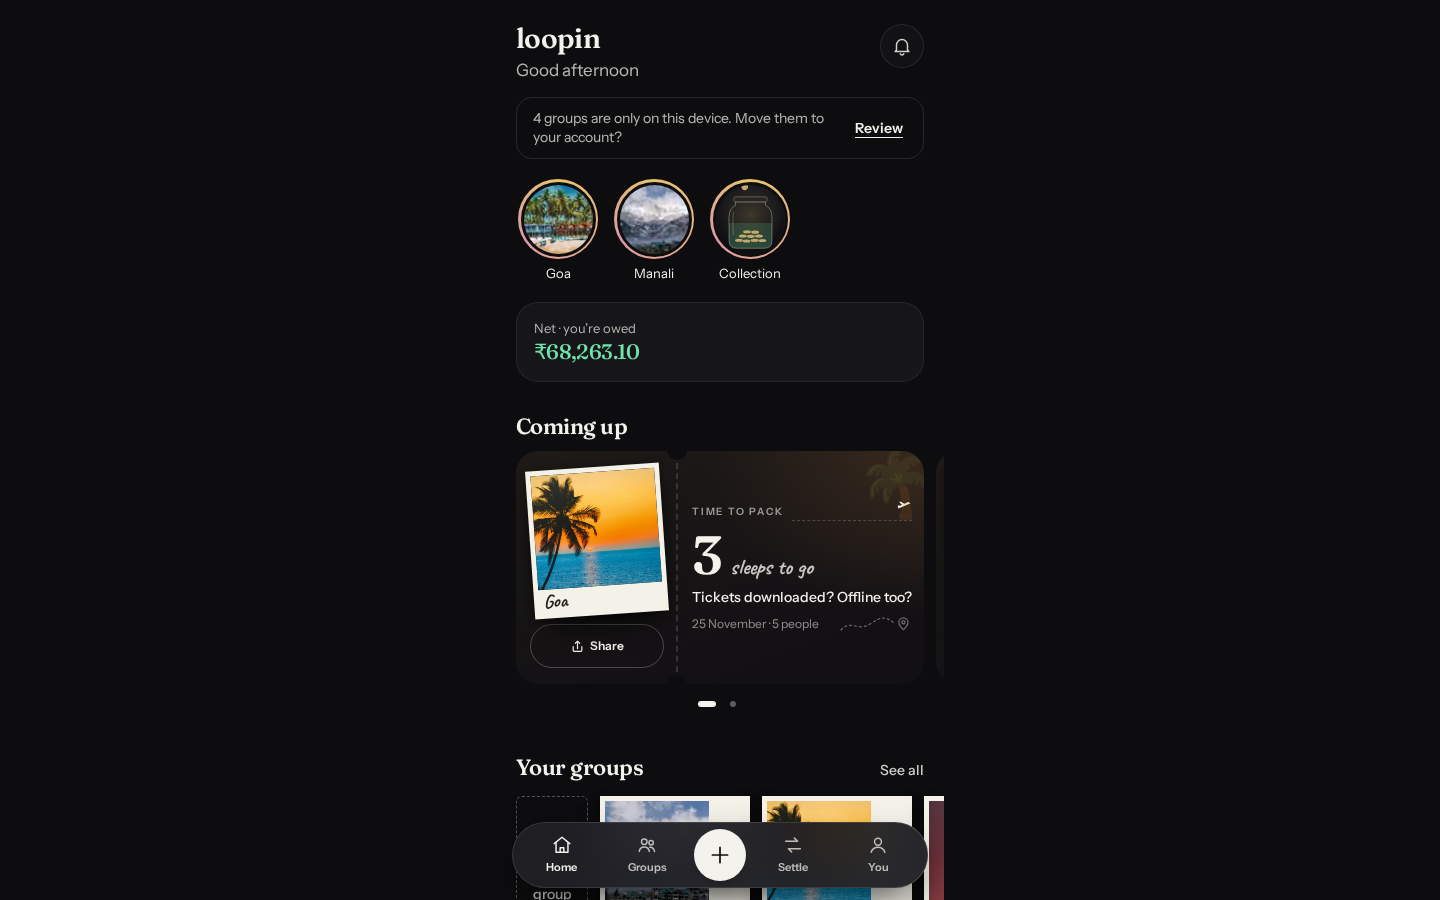 loopin
Good afternoon
4 groups are only on this device. Move them to
your account?
Review
Goa
Manali
Collection
Net · you're owed
₹68,263.10
Coming up
Goa
Share
TIME TO PACK
3 sleeps to go
Tickets downloaded? Offline too?
25 November · 5 people
Your groups
See all
group
Home
Groups
Settle
You